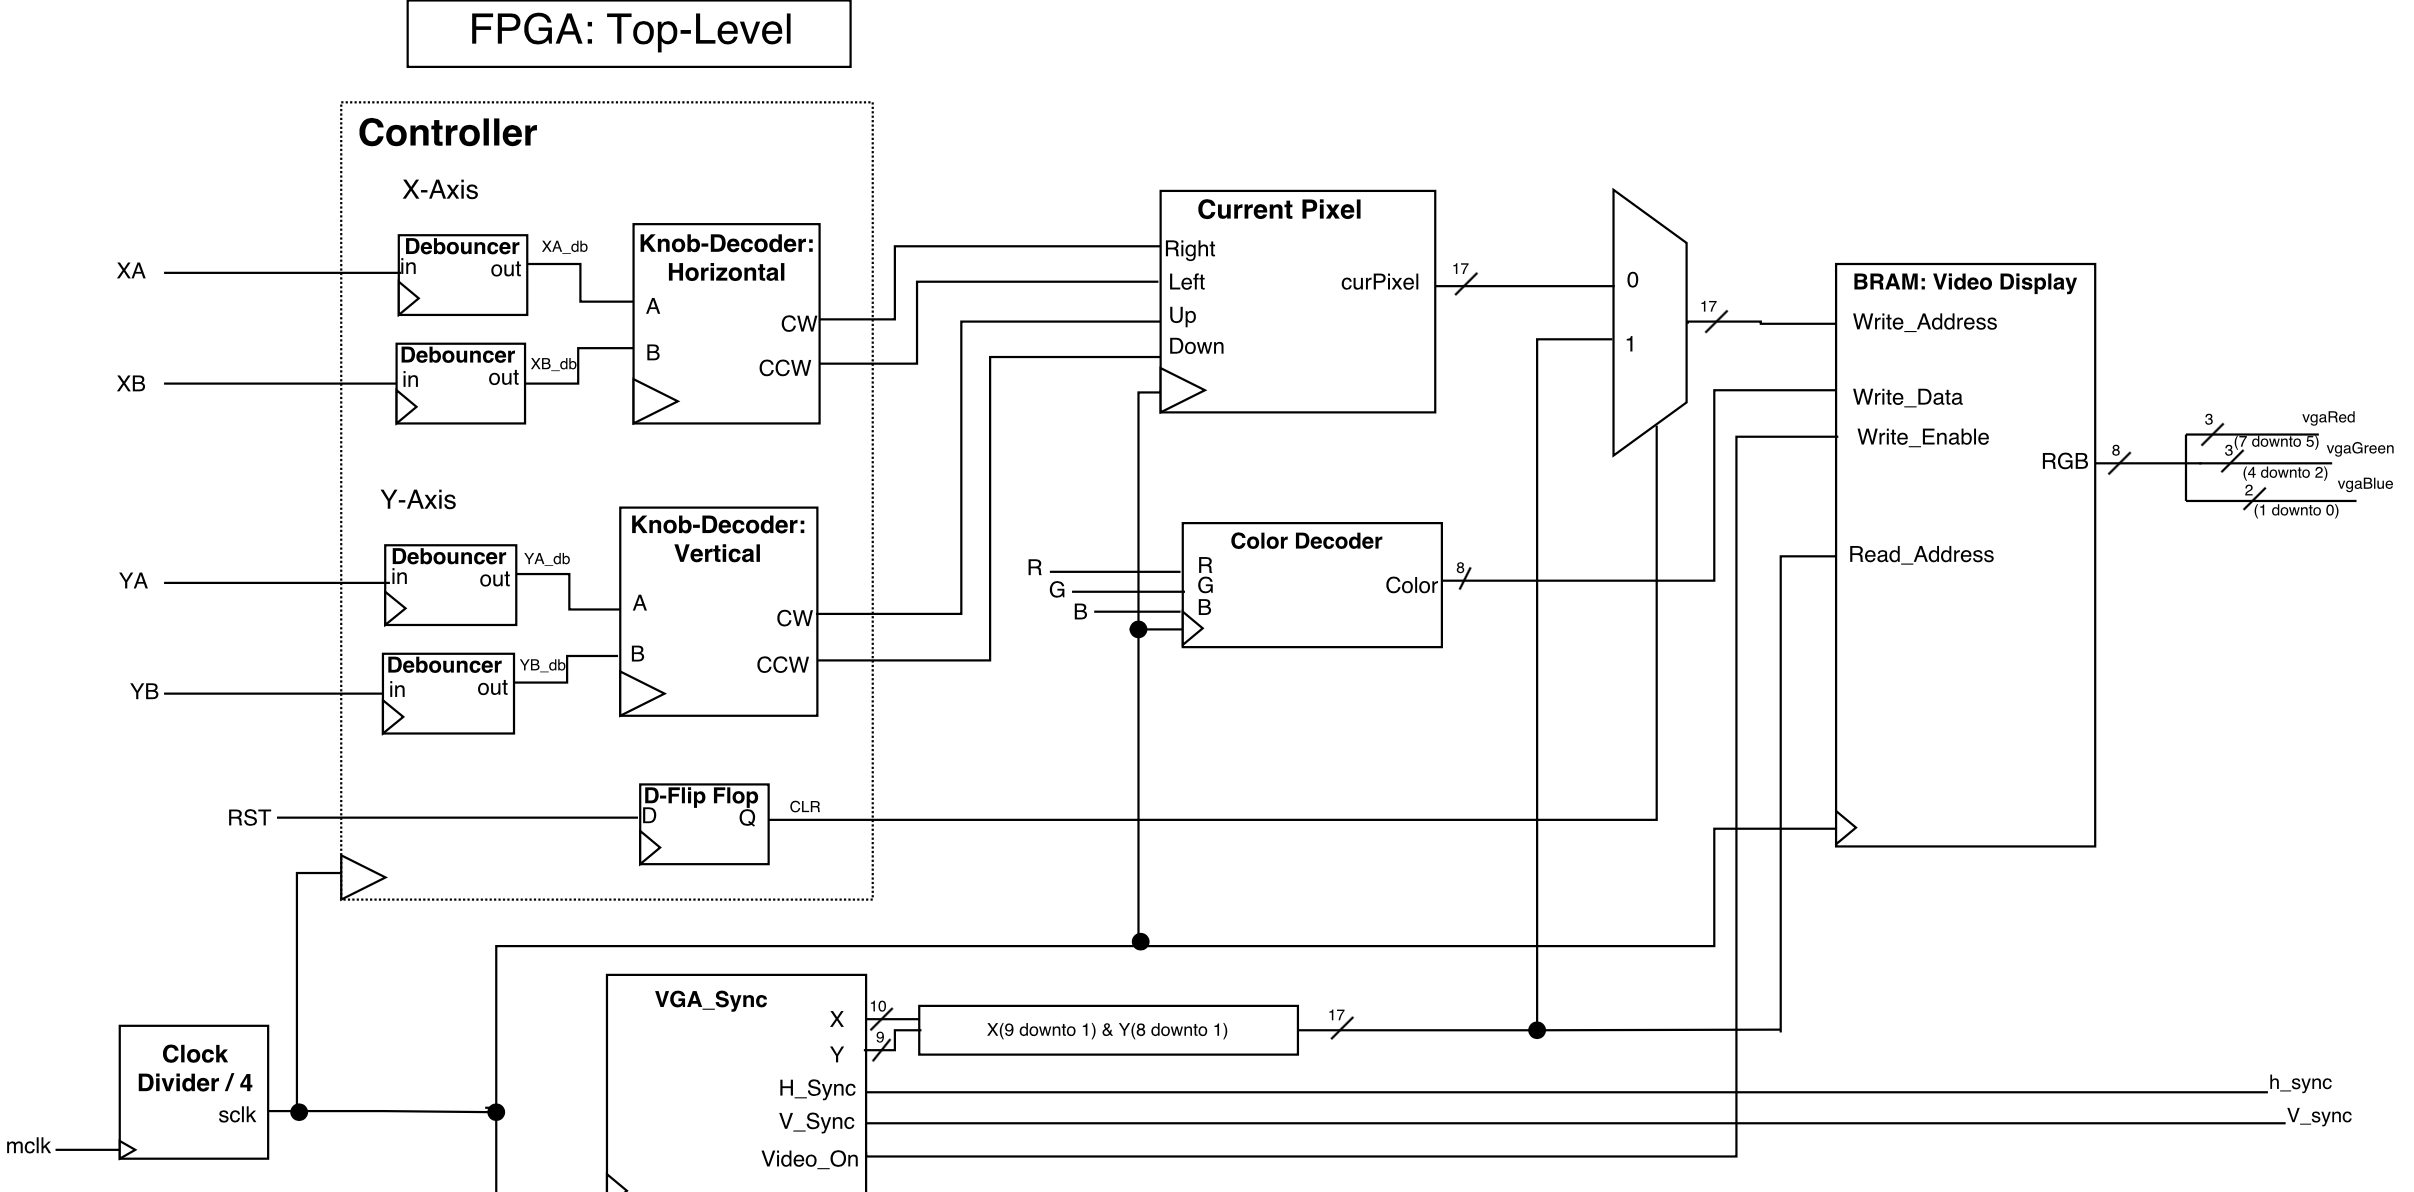 FPGA: Top-Level
Controller
X-Axis
XA
Debouncer
in
out
XA_db
XB
Debouncer
in
out
XB_db
Knob-Decoder:
Horizontal
A
B
CW
CCW
Y-Axis
YA
Debouncer
in
out
YA_db
YB
Debouncer
in
out
YB_db
Knob-Decoder:
Vertical
A
B
CW
CCW
RST
D-Flip Flop
D
Q
CLR
Current Pixel
Right
Left
Up
Down
curPixel
17
0
1
17
R
G
B
Color Decoder
R
G
B
Color
8
BRAM: Video Display
Write_Address
Write_Data
Write_Enable
RGB
Read_Address
8
3
vgaRed
(7 downto 5)
3
vgaGreen
(4 downto 2)
2
vgaBlue
(1 downto 0)
mclk
Clock
Divider / 4
sclk
VGA_Sync
X
Y
H_Sync
V_Sync
Video_On
10
9
X(9 downto 1) & Y(8 downto 1)
17
h_sync
V_sync